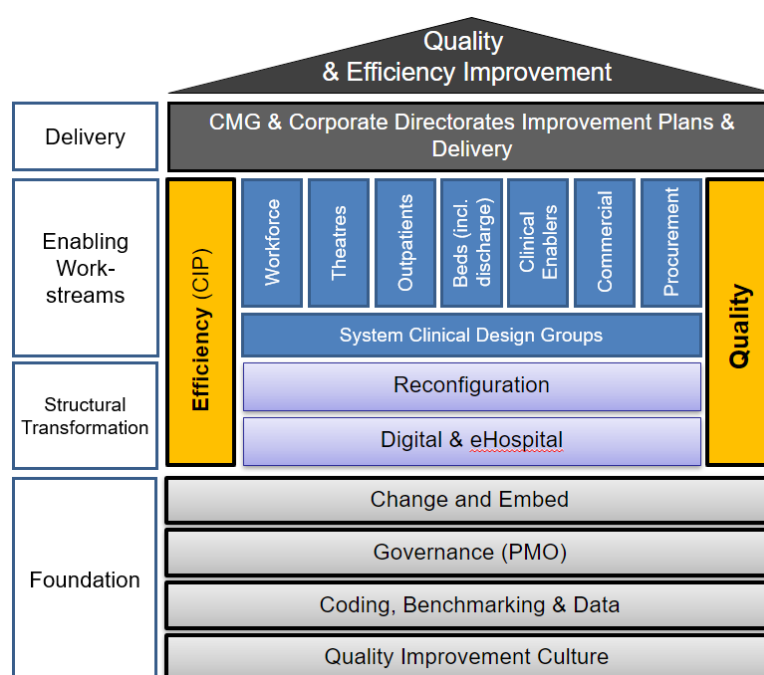 Quality
& Efficiency Improvement
Delivery
CMG & Corporate Directorates Improvement Plans &
Delivery
Enabling
Work-
streams
Efficiency (CIP)
Workforce
Theatres
Outpatients
Beds (incl.
discharge)
Clinical
Enablers
Commercial
Procurement
Quality
System Clinical Design Groups
Structural
Transformation
Reconfiguration
Digital & eHospital
Foundation
Change and Embed
Governance (PMO)
Coding, Benchmarking & Data
Quality Improvement Culture